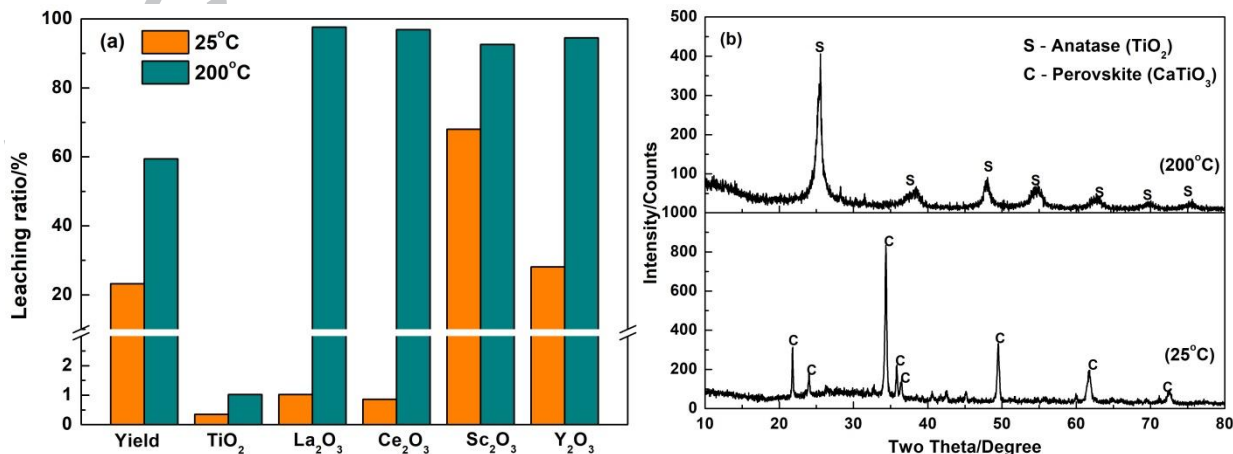 (a)
25°C
200°C
Leaching ratio/%
100
80
60
40
20
2
1
0
Yield TiO₂ La₂O₃ Ce₂O₃ Sc₂O₃ Y₂O₃
(b)
S - Anatase (TiO₂)
C - Perovskite (CaTiO₃)
Intensity/Counts
500
400
300
200
100
1000
800
600
400
200
0
S S S S S S S
(200°C)
C C C C C C C C
(25°C)
10 20 30 40 50 60 70 80
Two Theta/Degree